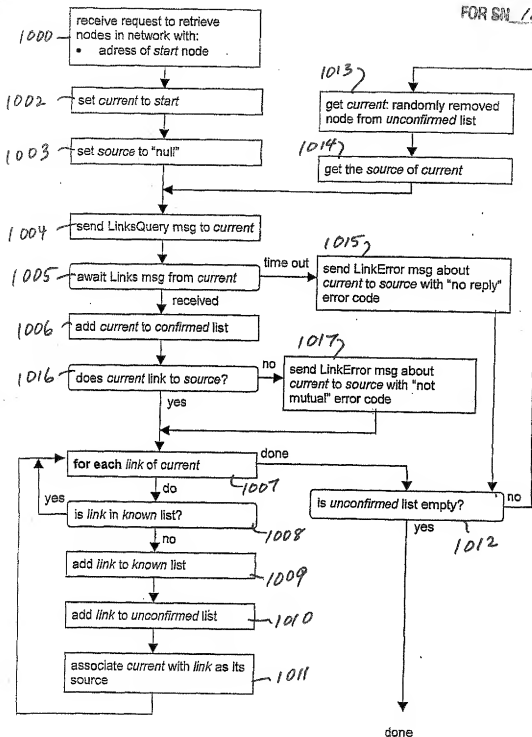 FOR SN
1000
receive request to retrieve
nodes in network with:
• adress of start node
1002
set current to start
1003
set source to "null"
1013
get current: randomly removed
node from unconfirmed list
1014
get the source of current
1004
send LinksQuery msg to current
1005
await Links msg from current
time out
received
1015
send LinkError msg about
current to source with "no reply"
error code
1006
add current to confirmed list
1016
does current link to source?
no
yes
1017
send LinkError msg about
current to source with "not
mutual" error code
for each link of current
done
1007
do
yes
is link in known list?
1008
no
is unconfirmed list empty?
no
yes
1012
add link to known list
1009
add link to unconfirmed list
1010
associate current with link as its
source
1011
done